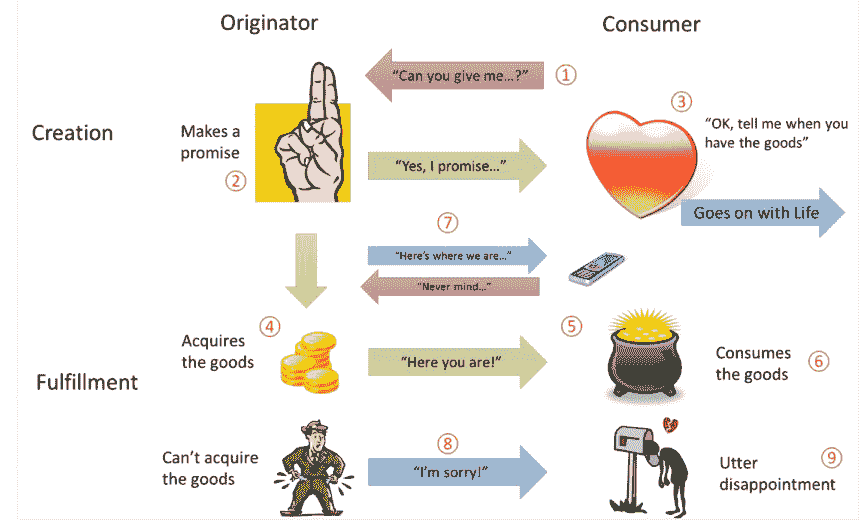 Originator
Consumer
"Can you give me...?"
①
③
Creation
Makes a
promise
②
"Yes, I promise..."
"OK, tell me when you
have the goods"
Goes on with Life
⑦
"Here's where we are..."
"Never mind..."
④
⑤
Acquires
the goods
"Here you are!"
Consumes
the goods
⑥
Fulfillment
Can't acquire
the goods
⑧
"I'm sorry!"
Utter
disappointment
⑨